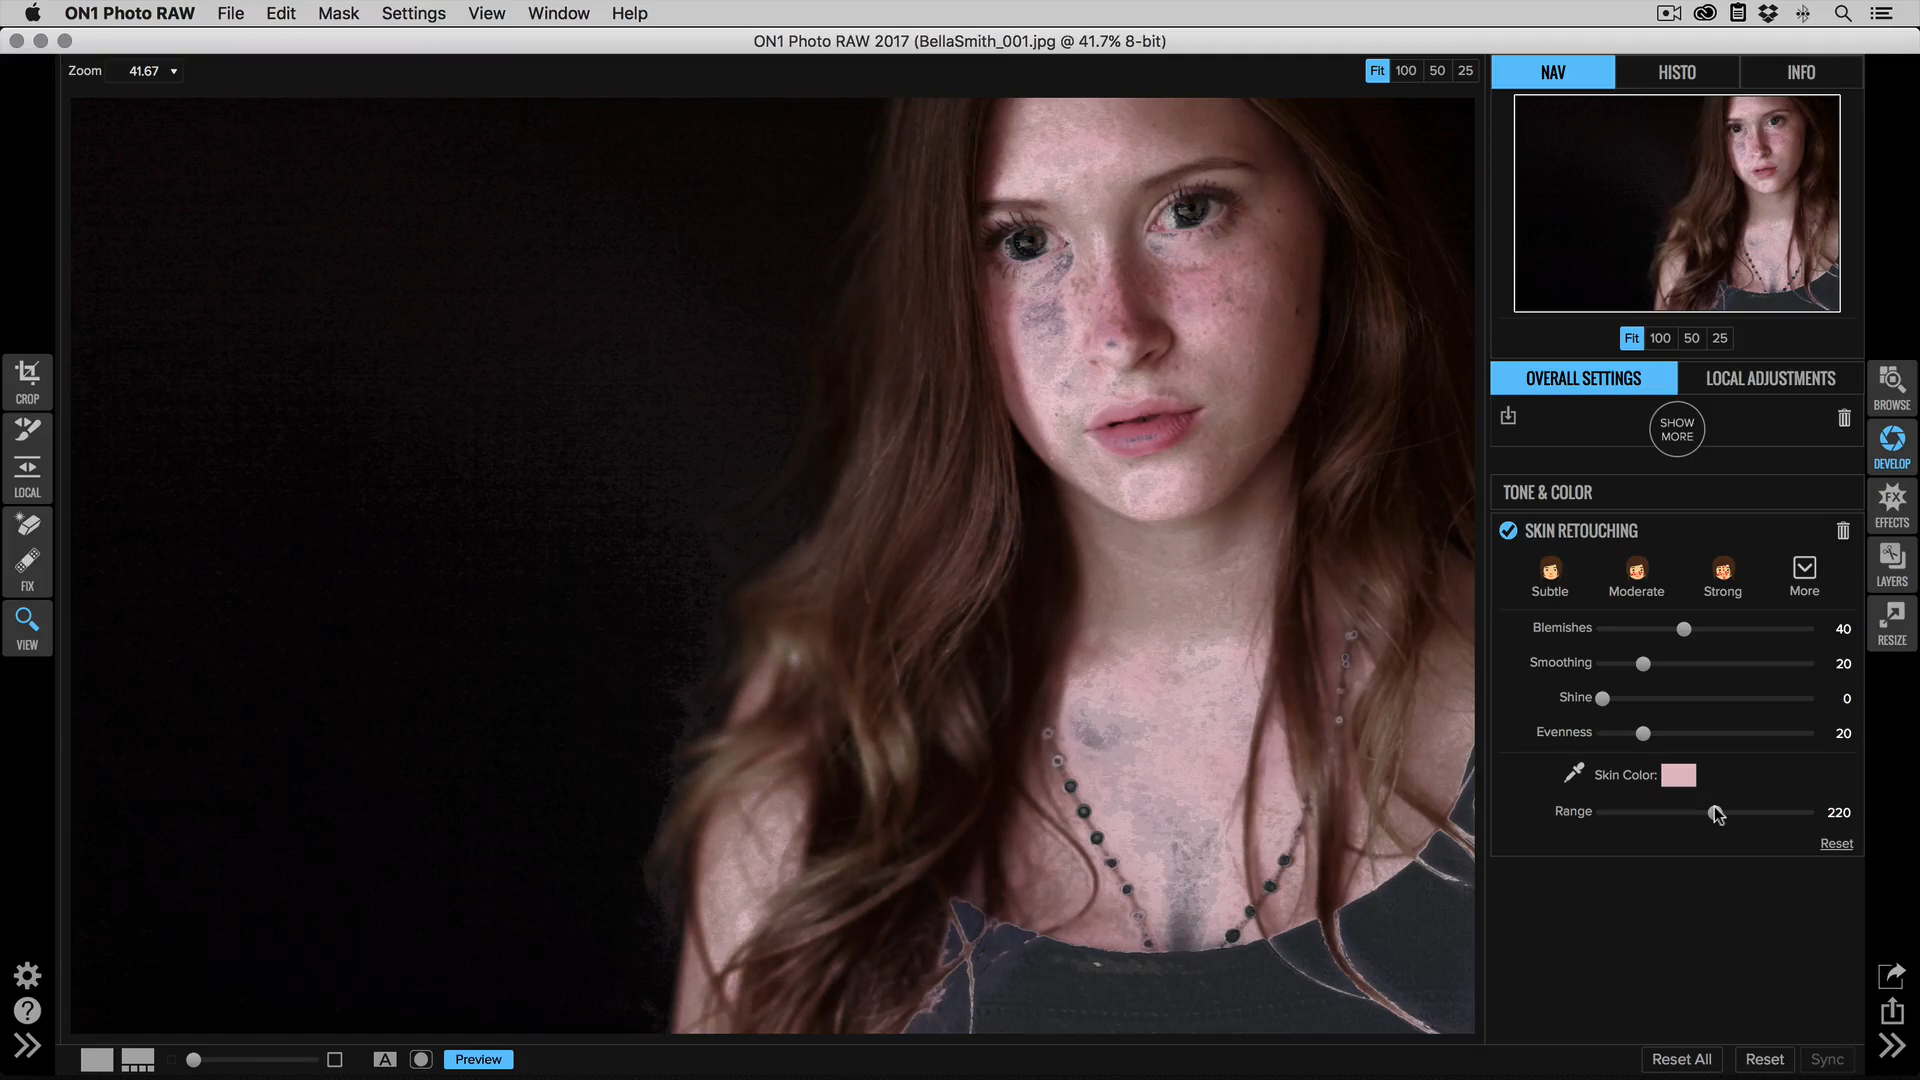 ON1 Photo RAW File Edit Mask Settings View Window Help
ON1 Photo RAW 2017 (BellaSmith_001.jpg @ 41.7% 8-bit)
Zoom 41.67
Fit 100 50 25
NAV HISTO INFO
Fit 100 50 25
OVERALL SETTINGS LOCAL ADJUSTMENTS
SHOW
MORE
TONE & COLOR
SKIN RETOUCHING
Subtle Moderate Strong More
Blemishes 40
Smoothing 20
Shine 0
Evenness 20
Skin Color:
Range 220
Reset
CROP
LOCAL
FIX
VIEW
BROWSE
DEVELOP
FX
EFFECTS
LAYERS
RESIZE
A Preview
Reset All Reset Sync